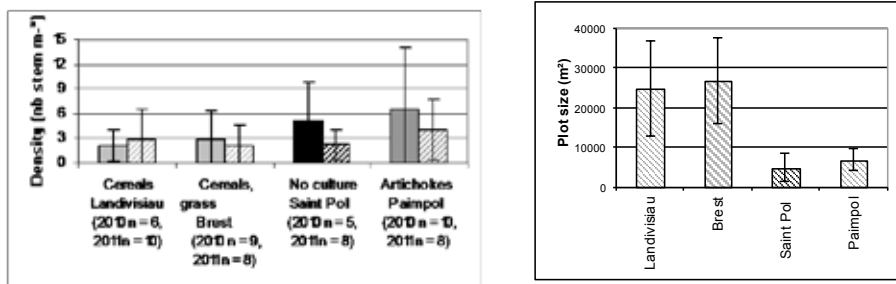 Density (nb stem m-²)
15
12
9
6
3
0
Cereals Landivisiau (2010 n = 6, 2011 n = 10)
Cereals, grass Brest (2010 n = 9, 2011 n = 8)
No culture Saint Pol (2010 n = 5, 2011 n = 8)
Artichokes Paimpol (2010 n = 10, 2011 n = 8)
Plot size (m²)
40000
30000
20000
10000
0
Landivisiau
Brest
Saint Pol
Paimpol